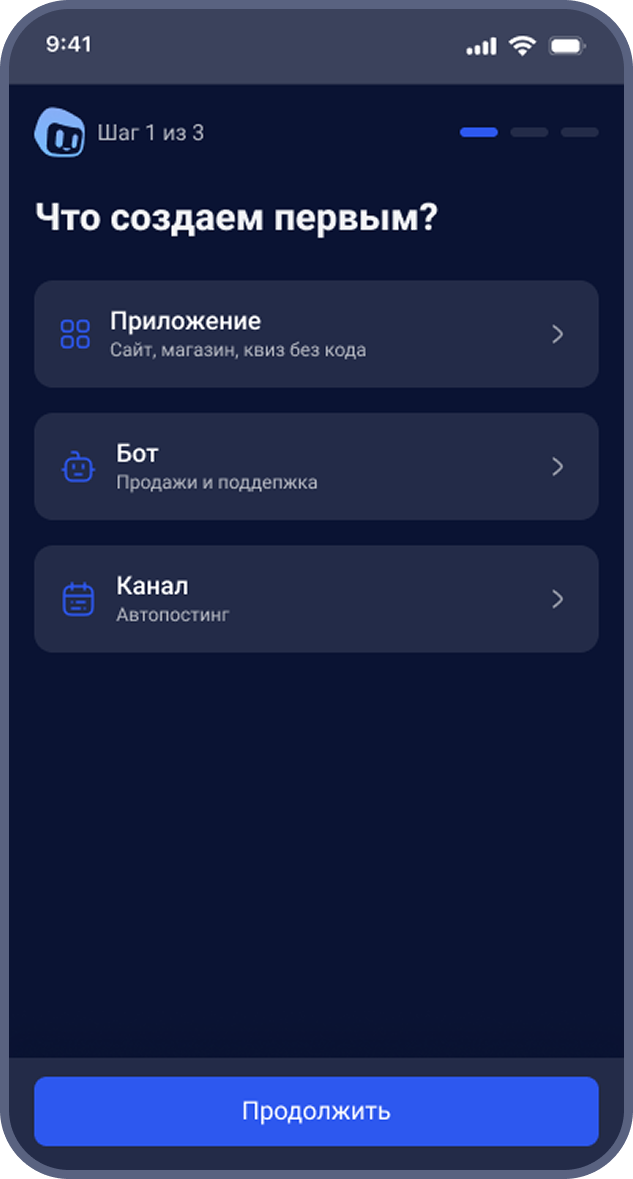 9:41
Шаг 1 из 3
Что создаем первым?
Приложение
Сайт, магазин, квиз без кода
Бот
Продажи и поддепжка
Канал
Автопостинг
Продолжить